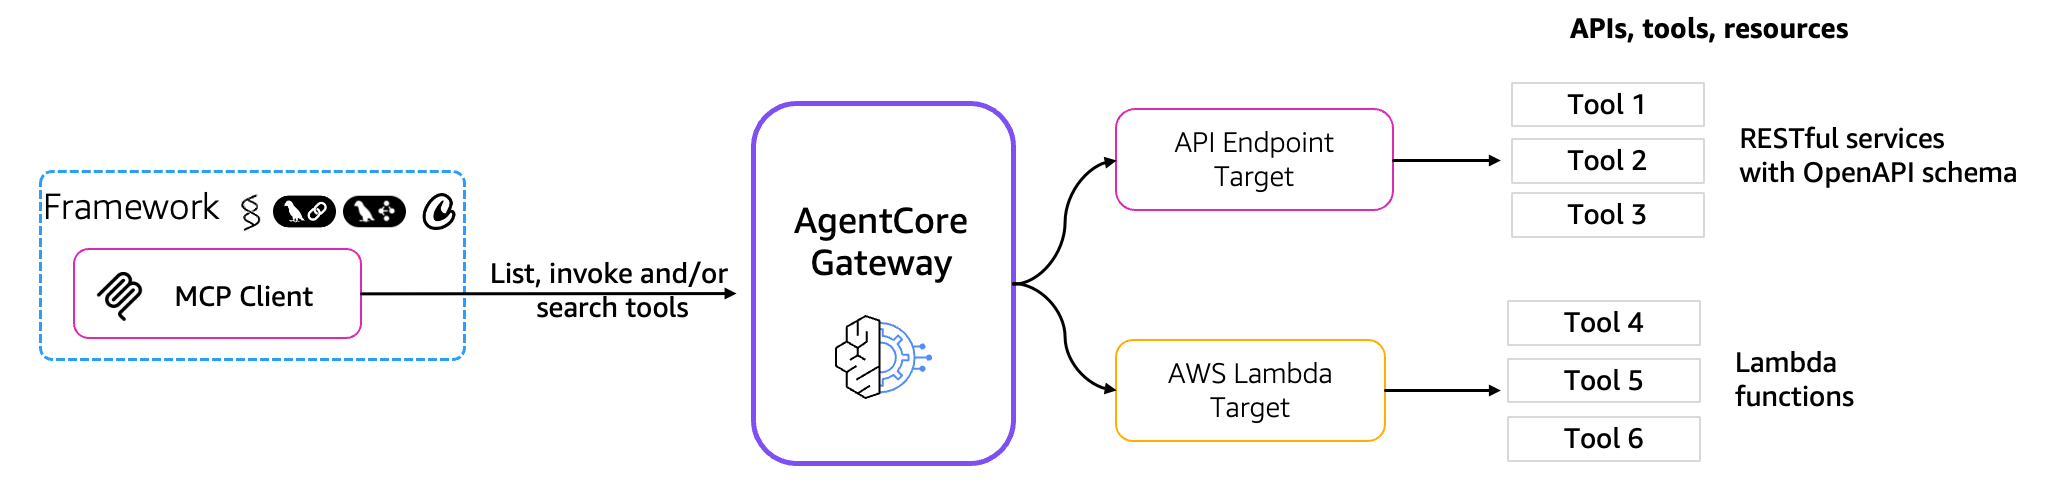 APIs, tools, resources
Framework
MCP Client
List, invoke and/or
search tools
AgentCore
Gateway
API Endpoint
Target
AWS Lambda
Target
Tool 1
Tool 2
Tool 3
RESTful services
with OpenAPI schema
Tool 4
Tool 5
Tool 6
Lambda
functions